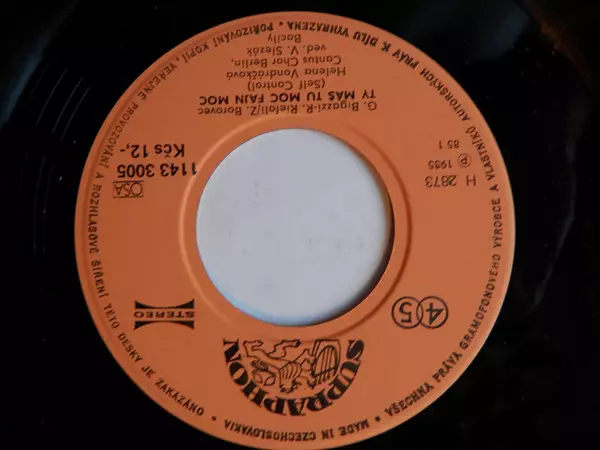 SUPRAPHON
STEREO
45
OSA
1143 3005
Kčs 12,-
H 2873
Ⓟ 1985
85 1
G. Bigazzi-R. Riefoli/Z. Borovec
TY MÁŠ TU MOC FAJN MOC
(Self Control)
Helena Vondráčková
Cantus Chor Berlin,
Bacily
ved. V. Slezák
MADE IN CZECHOSLOVAKIA • VŠECHNA PRÁVA GRAMOFONOVÉHO VÝROBCE A VLASTNÍKŮ AUTORSKÝCH PRÁV K DÍLU VYHRAZENA. POŘIZOVÁNÍ KOPIÍ, VEŘEJNÉ PROVOZOVÁNÍ A ROZHLASOVÉ ŠÍŘENÍ TÉTO DESKY JE ZAKÁZÁNO •